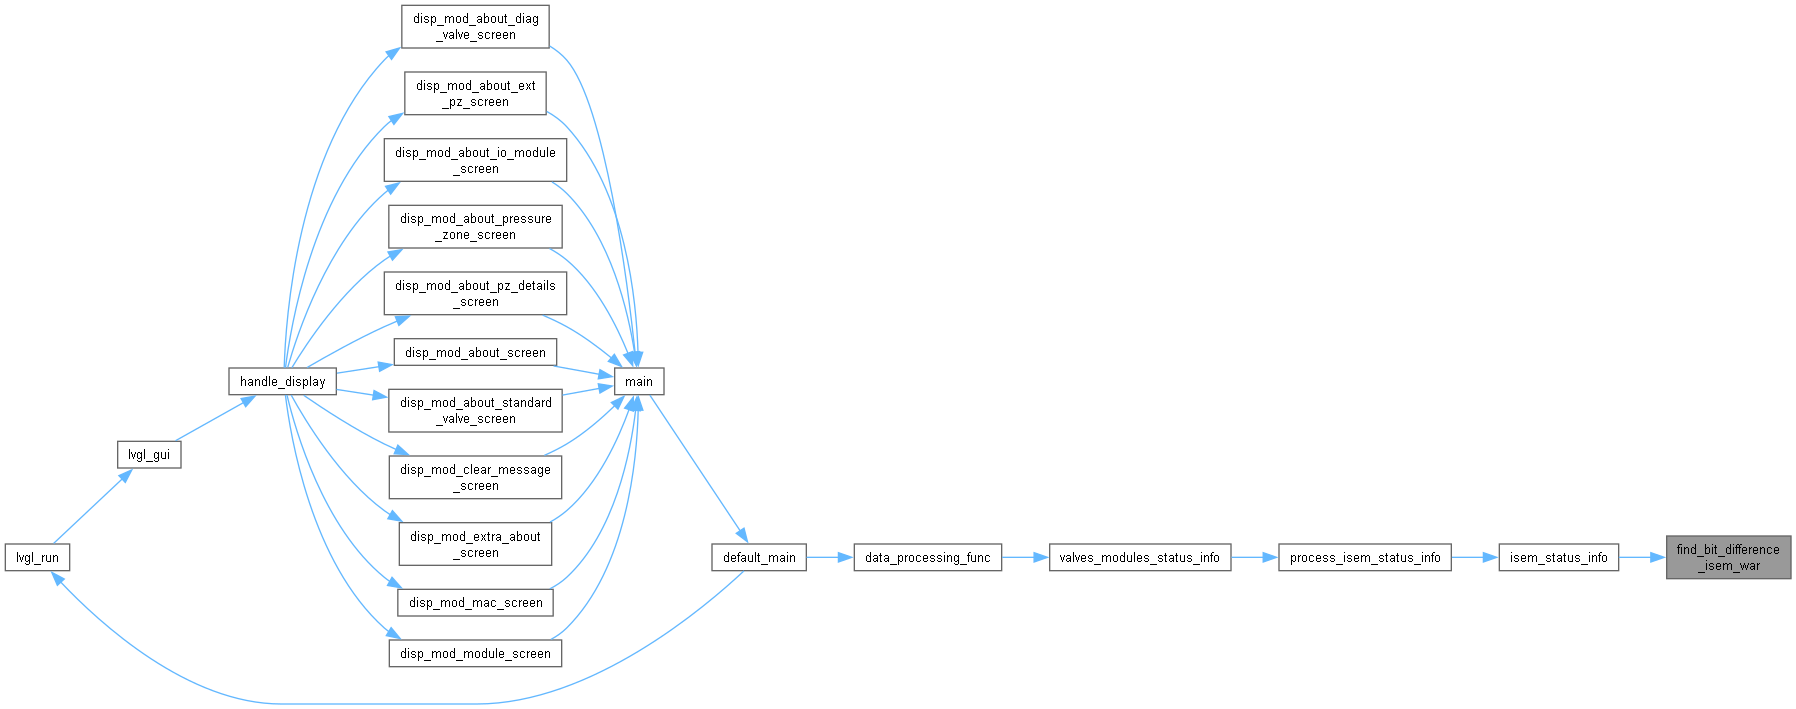 disp_mod_about_diag
_valve_screen
disp_mod_about_ext
_pz_screen
disp_mod_about_io_module
_screen
disp_mod_about_pressure
_zone_screen
disp_mod_about_pz_details
_screen
disp_mod_about_screen
handle_display
main
disp_mod_about_standard
_valve_screen
lvgl_gui
disp_mod_clear_message
_screen
disp_mod_extra_about
_screen
lvgl_run
default_main
data_processing_func
valves_modules_status_info
process_isem_status_info
isem_status_info
find_bit_difference
_isem_war
disp_mod_mac_screen
disp_mod_module_screen